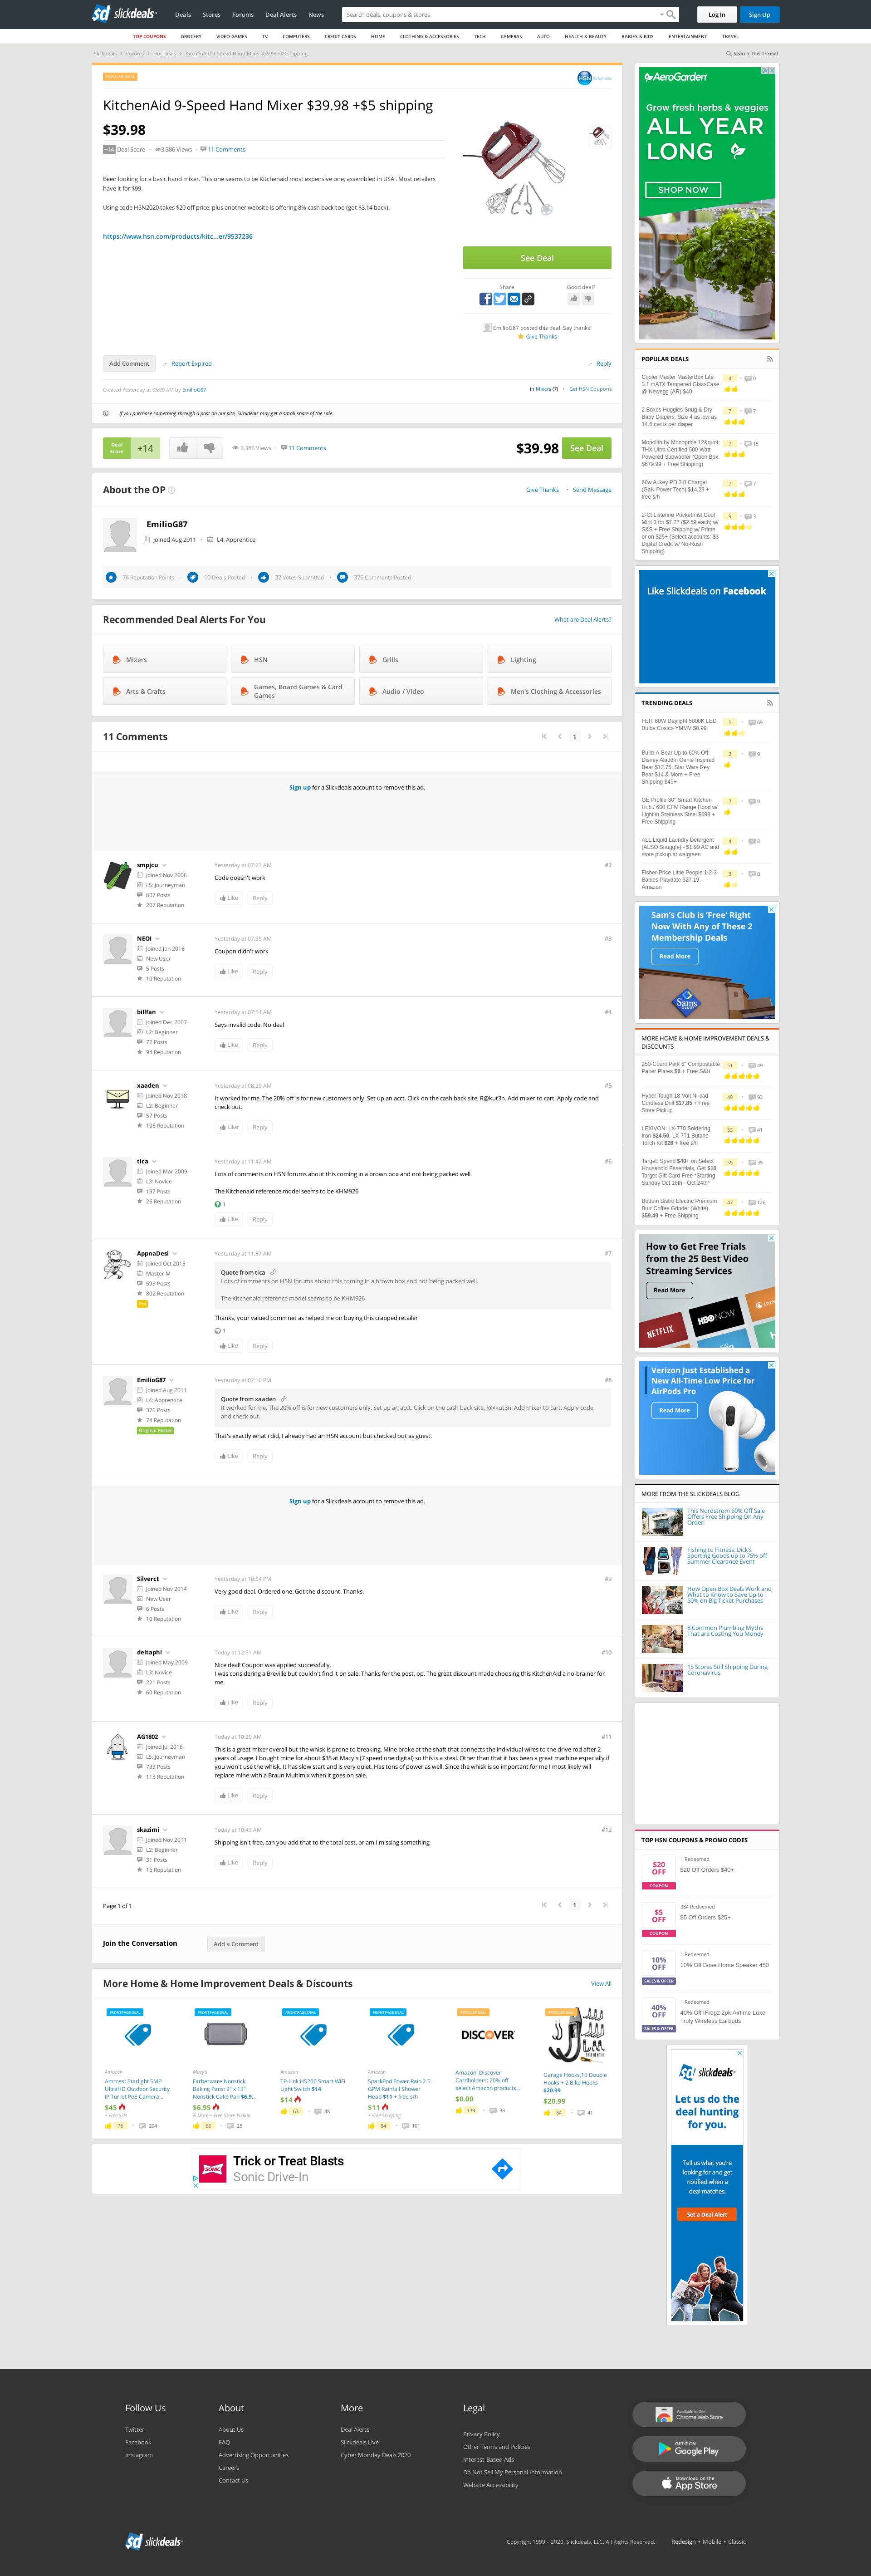 slickdeals
Deals Stores Forums Deal Alerts News
Search deals, coupons & stores
Log In Sign Up
TOP COUPONS GROCERY VIDEO GAMES TV COMPUTERS CREDIT CARDS HOME CLOTHING & ACCESSORIES TECH CAMERAS AUTO HEALTH & BEAUTY BABIES & KIDS ENTERTAINMENT TRAVEL
Slickdeals Forums Hot Deals KitchenAid 9-Speed Hand Mixer $39.98 +$5 shipping
Search This Thread
POPULAR DEAL
HSN
KitchenAid 9-Speed Hand Mixer $39.98 +$5 shipping
$39.98
+14 Deal Score 3,386 Views 11 Comments
Been looking for a basic hand mixer. This one seems to be Kitchenaid most expensive one, assembled in USA . Most retailers
have it for $99.
Using code HSN2020 takes $20 off price, plus another website is offering 8% cash back too (got $3.14 back).
https://www.hsn.com/products/kitc...er/9537236
See Deal
Share Good deal?
EmilioG87 posted this deal. Say thanks!
Give Thanks
Add Comment Report Expired Reply
Created Yesterday at 05:09 AM by EmilioG87
in Mixers (7) Get HSN Coupons
If you purchase something through a post on our site, Slickdeals may get a small share of the sale.
Deal
Score
+14
3,386 Views 11 Comments
$39.98 See Deal
About the OP
Give Thanks Send Message
EmilioG87
Joined Aug 2011 L4: Apprentice
74 Reputation Points 10 Deals Posted 32 Votes Submitted 376 Comments Posted
Recommended Deal Alerts For You
What are Deal Alerts?
Mixers HSN Grills Lighting
Arts & Crafts
Games, Board Games & Card
Games
Audio / Video
Men's Clothing & Accessories
11 Comments
1
Sign up for a Slickdeals account to remove this ad.
smpjcu
Joined Nov 2006
L5: Journeyman
837 Posts
207 Reputation
Yesterday at 07:23 AM #2
Code doesn't work
Like Reply
NEOI
Joined Jan 2016
New User
5 Posts
10 Reputation
Yesterday at 07:35 AM #3
Coupon didn't work
Like Reply
billfan
Joined Dec 2007
L2: Beginner
72 Posts
94 Reputation
Yesterday at 07:54 AM #4
Says invalid code. No deal
Like Reply
xaaden
Joined Nov 2018
L2: Beginner
57 Posts
106 Reputation
Yesterday at 08:29 AM #5
It worked for me. The 20% off is for new customers only. Set up an acct. Click on the cash back site, R@kut3n. Add mixer to cart. Apply code and
check out.
Like Reply
tica
Joined Mar 2009
L3: Novice
197 Posts
26 Reputation
Yesterday at 11:42 AM #6
Lots of comments on HSN forums about this coming in a brown box and not being packed well.
The Kitchenaid reference model seems to be KHM926
1
Like Reply
AppnaDesi
Joined Oct 2015
Master M
593 Posts
802 Reputation
Pro
Yesterday at 11:57 AM #7
Quote from tica
Lots of comments on HSN forums about this coming in a brown box and not being packed well.
The Kitchenaid reference model seems to be KHM926
Thanks, your valued commnet as helped me on buying this crapped retailer
1
Like Reply
EmilioG87
Joined Aug 2011
L4: Apprentice
376 Posts
74 Reputation
Original Poster
Yesterday at 02:10 PM #8
Quote from xaaden
It worked for me. The 20% off is for new customers only. Set up an acct. Click on the cash back site, R@kut3n. Add mixer to cart. Apply code
and check out.
That's exactly what i did, I already had an HSN account but checked out as guest.
Like Reply
Sign up for a Slickdeals account to remove this ad.
Silverct
Joined Nov 2014
New User
6 Posts
10 Reputation
Yesterday at 10:54 PM #9
Very good deal. Ordered one. Got the discount. Thanks.
Like Reply
deltaphi
Joined May 2009
L3: Novice
221 Posts
60 Reputation
Today at 12:51 AM #10
Nice deal! Coupon was applied successfully.
I was considering a Breville but couldn't find it on sale. Thanks for the post, op. The great discount made choosing this KitchenAid a no-brainer for
me.
Like Reply
AG1802
Joined Jul 2016
L5: Journeyman
793 Posts
113 Reputation
Today at 10:20 AM #11
This is a great mixer overall but the whisk is prone to breaking. Mine broke at the shaft that connects the individual wires to the drive rod after 2
years of usage. I bought mine for about $35 at Macy's (7 speed one digital) so this is a steal. Other than that it has been a great machine especially if
you won't use the whisk. It has slow start and is very quiet. Has tons of power as well. Since the whisk is so important for me I most likely will
replace mine with a Braun Multimix when it goes on sale.
Like Reply
skazimi
Joined Nov 2011
L2: Beginner
31 Posts
16 Reputation
Today at 10:43 AM #12
Shipping isn't free, can you add that to the total cost, or am I missing something
Like Reply
Page 1 of 1
1
Join the Conversation Add a Comment
More Home & Home Improvement Deals & Discounts View All
FRONTPAGE DEAL
Amazon
Amcrest Starlight 5MP
UltraHD Outdoor Security
IP Turret PoE Camera...
$45
+ Free S/H
76 204
FRONTPAGE DEAL
Macy's
Farberware Nonstick
Baking Pans: 9" x 13"
Nonstick Cake Pan $6.9...
$6.95
& More + Free Store Pickup
68 25
FRONTPAGE DEAL
Amazon
TP-Link HS200 Smart WiFi
Light Switch $14
$14
63 48
FRONTPAGE DEAL
Amazon
SparkPod Power Rain 2.5
GPM Rainfall Shower
Head $11 + free s/h
$11
+ Free Shipping
84 101
POPULAR DEAL
DISCOVER
Amazon: Discover
Cardholders: 20% off
select Amazon products...
$0.00
139 38
POPULAR DEAL
Garage Hooks,10 Double
Hooks + 2 Bike Hooks
$20.99
$20.99
84 41
SONIC
Trick or Treat Blasts
Sonic Drive-In
AeroGarden
Grow fresh herbs & veggies
ALL YEAR
LONG
SHOP NOW
POPULAR DEALS
Cooler Master MasterBox Lite
3.1 mATX Tempered GlassCase
@ Newegg (AR) $40
4 0
2 Boxes Huggies Snug & Dry
Baby Diapers, Size 4 as low as
14.6 cents per diaper
7 7
Monolith by Monoprice 12&quot;
THX Ultra Certified 500 Watt
Powered Subwoofer (Open Box,
$679.99 + Free Shipping)
7 15
60w Aukey PD 3.0 Charger
(GaN Power Tech) $14.29 +
free s/h
7 7
2-Ct Listerine Pocketmist Cool
Mint 3 for $7.77 ($2.59 each) w/
S&S + Free Shipping w/ Prime
or on $25+ (Select accounts: $3
Digital Credit w/ No-Rush
Shipping)
9 3
Like Slickdeals on Facebook
TRENDING DEALS
FEIT 60W Daylight 5000K LED
Bulbs Costco YMMV $0.99
5 69
Build-A-Bear Up to 60% Off:
Disney Aladdin Genie Inspired
Bear $12.75, Star Wars Rey
Bear $14 & More + Free
Shipping $45+
2 9
GE Profile 30" Smart Kitchen
Hub / 600 CFM Range Hood w/
Light in Stainless Steel $698 +
Free Shipping
2 0
ALL Liquid Laundry Detergent
(ALSO Snuggle) - $1.99 AC and
store pickup at walgreen
4 8
Fisher-Price Little People 1-2-3
Babies Playdate $27.19 -
Amazon
3 0
Sam's Club is 'Free' Right
Now With Any of These 2
Membership Deals
Read More
Sam's
MORE HOME & HOME IMPROVEMENT DEALS &
DISCOUNTS
250-Count Perk 6" Compostable
Paper Plates $8 + Free S&H
51 49
Hyper Tough 18-Volt Ni-cad
Cordless Drill $17.85 + Free
Store Pickup
49 93
LEXIVON: LX-770 Soldering
Iron $24.50, LX-771 Butane
Torch Kit $26 + free s/h
53 41
Target: Spend $40+ on Select
Household Essentials, Get $10
Target Gift Card Free *Starting
Sunday Oct 18th - Oct 24th*
55 39
Bodum Bistro Electric Premium
Burr Coffee Grinder (White)
$59.49 + Free Shipping
47 126
How to Get Free Trials
from the 25 Best Video
Streaming Services
Read More
NETFLIX HBONOW
Verizon Just Established a
New All-Time Low Price for
AirPods Pro
Read More
MORE FROM THE SLICKDEALS BLOG
This Nordstrom 60% Off Sale
Offers Free Shipping On Any
Order!
Fishing to Fitness: Dick's
Sporting Goods up to 75% off
Summer Clearance Event
How Open Box Deals Work and
What to Know to Save Up to
50% on Big Ticket Purchases
8 Common Plumbing Myths
That are Costing You Money
15 Stores Still Shipping During
Coronavirus
TOP HSN COUPONS & PROMO CODES
$20
OFF
COUPON
1 Redeemed
$20 Off Orders $40+
$5
OFF
COUPON
384 Redeemed
$5 Off Orders $25+
10%
OFF
SALES & OFFER
1 Redeemed
10% Off Bose Home Speaker 450
40%
OFF
SALES & OFFER
1 Redeemed
40% Off IFrogz 2pk Airtime Luxe
Truly Wireless Earbuds
slickdeals
Let us do the
deal hunting
for you.
Tell us what you're
looking for and get
notified when a
deal matches.
Set a Deal Alert
Follow Us
Twitter
Facebook
Instagram
About
About Us
FAQ
Advertising Opportunities
Careers
Contact Us
More
Deal Alerts
Slickdeals Live
Cyber Monday Deals 2020
Legal
Privacy Policy
Other Terms and Policies
Interest-Based Ads
Do Not Sell My Personal Information
Website Accessibility
Available in the
Chrome Web Store
GET IT ON
Google Play
Download on the
App Store
slickdeals
Copyright 1999 - 2020. Slickdeals, LLC. All Rights Reserved. Redesign • Mobile • Classic